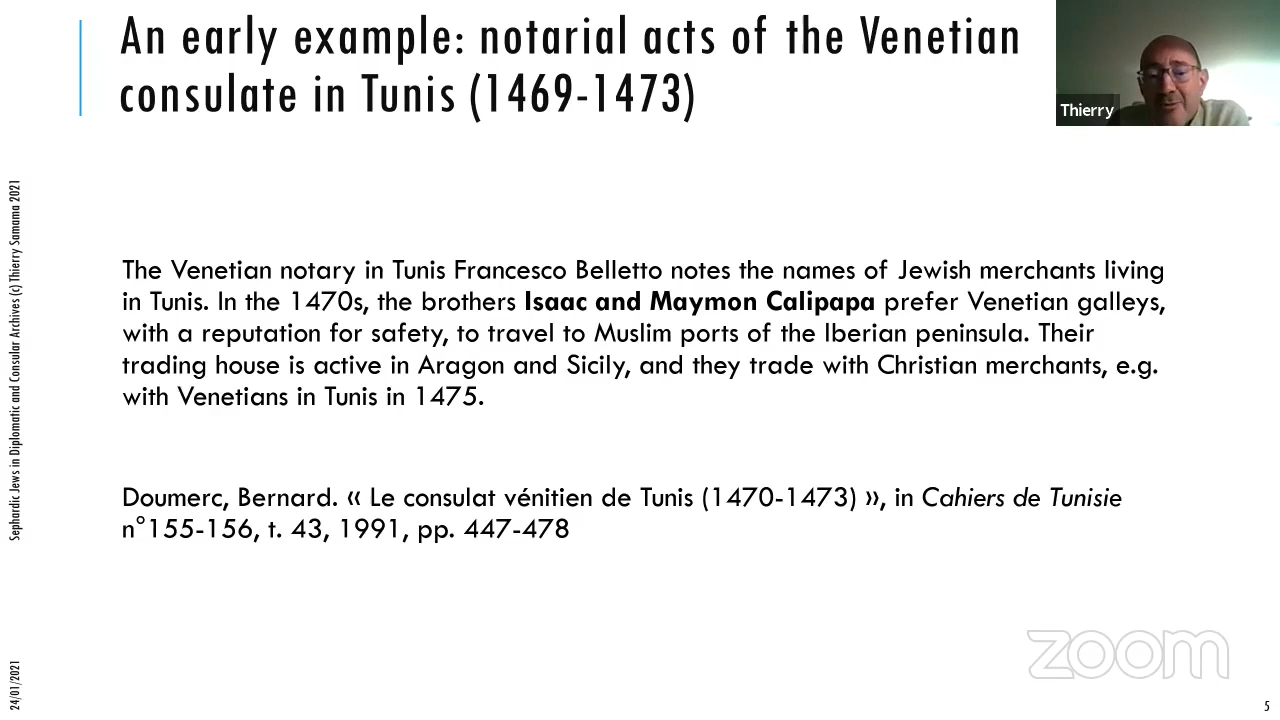 An early example: notarial acts of the Venetian
consulate in Tunis (1469-1473)
Thierry
Sephardic Jews in Diplomatic and Consular Archives (c) Thierry Samama 2021
The Venetian notary in Tunis Francesco Belletto notes the names of Jewish merchants living
in Tunis. In the 1470s, the brothers Isaac and Maymon Calipapa prefer Venetian galleys,
with a reputation for safety, to travel to Muslim ports of the Iberian peninsula. Their
trading house is active in Aragon and Sicily, and they trade with Christian merchants, e.g.
with Venetians in Tunis in 1475.
Doumerc, Bernard. « Le consulat vénitien de Tunis (1470-1473) », in Cahiers de Tunisie
n°155-156, t. 43, 1991, pp. 447-478
zoom
24/01/2021
5